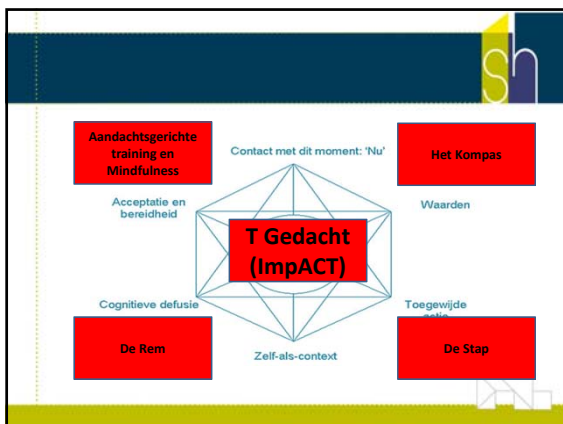 sh
Aandachtsgerichte
training en
Mindfulness
Contact met dit moment: 'Nu'
Het Kompas
Acceptatie en
bereidheid
Waarden
T Gedacht
(ImpACT)
Cognitieve defusie
Toegewijde
De Rem
De Stap
Zelf-als-context